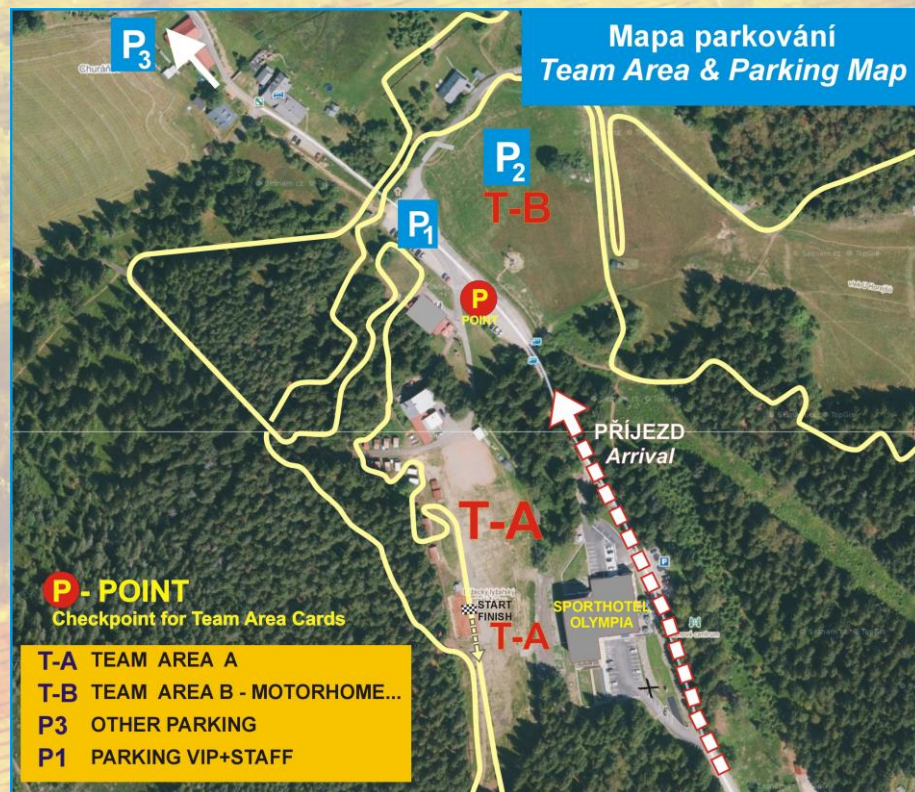 Mapa parkování
Team Area & Parking Map
P3
Churáňov
P2
T-B
P1
P
POINT
PŘÍJEZD
Arrival
T-A
START
FINISH
T-A
SPORTHOTEL
OLYMPIA
P
P - POINT
Checkpoint for Team Area Cards
T-A TEAM AREA A
T-B TEAM AREA B - MOTORHOME...
P3 OTHER PARKING
P1 PARKING VIP+STAFF